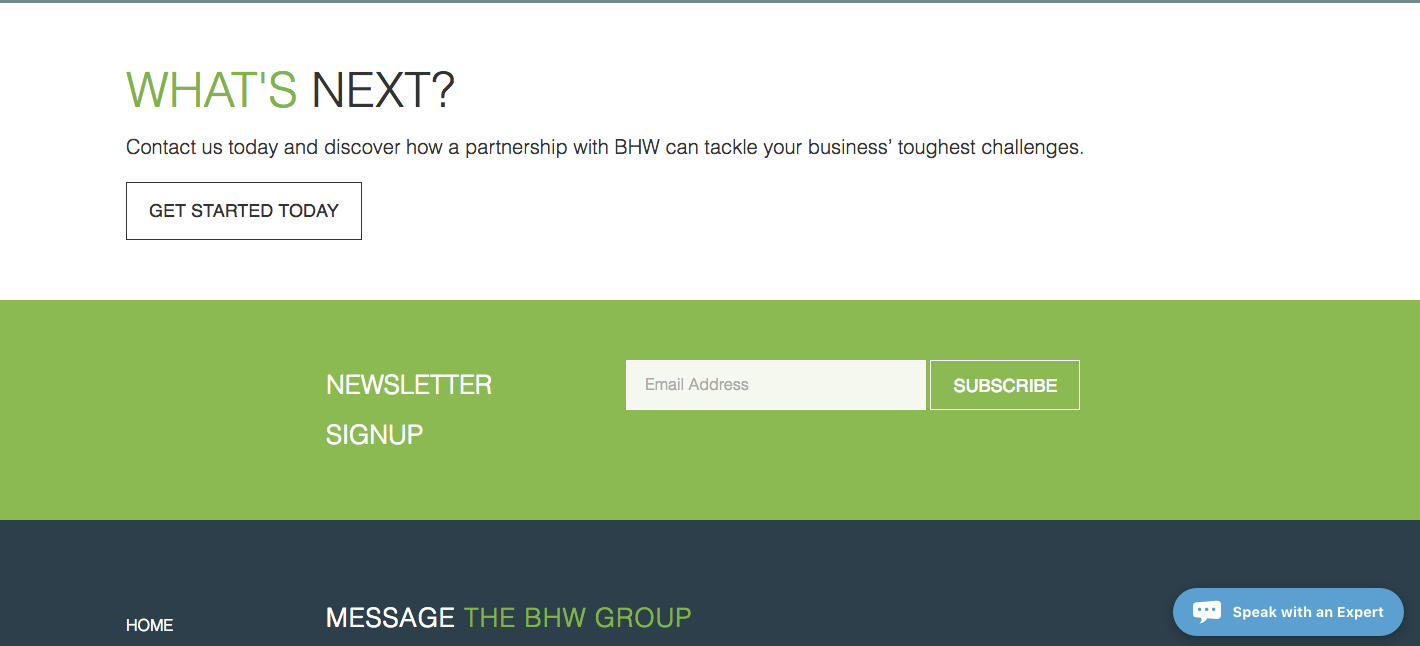 WHAT'S NEXT?
Contact us today and discover how a partnership with BHW can tackle your business’ toughest challenges.
GET STARTED TODAY
NEWSLETTER
SIGNUP
Email Address
SUBSCRIBE
HOME
MESSAGE THE BHW GROUP
Speak with an Expert